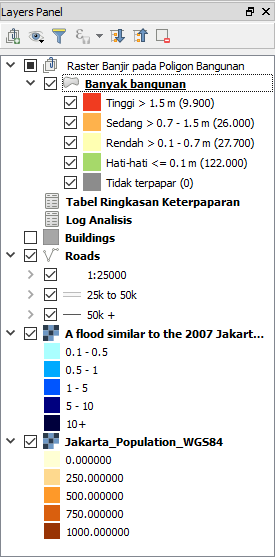 Layers Panel
Raster Banjir pada Poligon Bangunan
Banyak bangunan
Tinggi > 1.5 m (9.900)
Sedang > 0.7 - 1.5 m (26.000)
Rendah > 0.1 - 0.7 m (27.700)
Hati-hati <= 0.1 m (122.000)
Tidak terpapar (0)
Tabel Ringkasan Keterpaparan
Log Analisis
Buildings
Roads
1:25000
25k to 50k
50k +
A flood similar to the 2007 Jakart...
0.1 - 0.5
0.5 - 1
1 - 5
5 - 10
10+
Jakarta_Population_WGS84
0.000000
250.000000
500.000000
750.000000
1000.000000